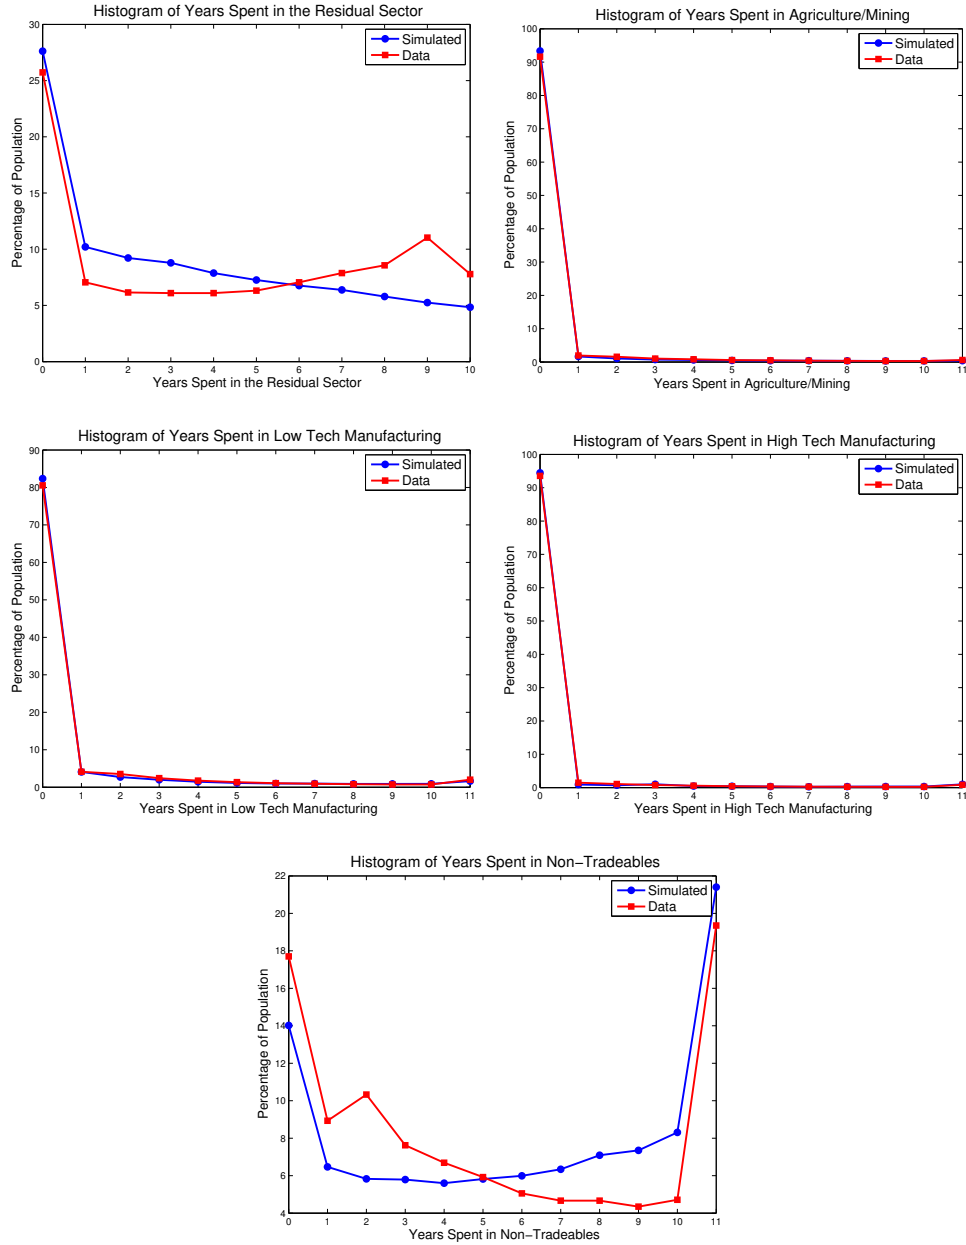 Histogram of Years Spent in the Residual Sector
Simulated
Data
Percentage of Population
30
25
20
15
10
5
0
0 1 2 3 4 5 6 7 8 9 10
Years Spent in the Residual Sector
Histogram of Years Spent in Agriculture/Mining
Simulated
Data
Percentage of Population
100
90
80
70
60
50
40
30
20
10
0
0 1 2 3 4 5 6 7 8 9 10 11
Years Spent in Agriculture/Mining
Histogram of Years Spent in Low Tech Manufacturing
Simulated
Data
Percentage of Population
90
80
70
60
50
40
30
20
10
0
0 1 2 3 4 5 6 7 8 9 10 11
Years Spent in Low Tech Manufacturing
Histogram of Years Spent in High Tech Manufacturing
Simulated
Data
Percentage of Population
100
90
80
70
60
50
40
30
20
10
0
0 1 2 3 4 5 6 7 8 9 10 11
Years Spent in High Tech Manufacturing
Histogram of Years Spent in Non−Tradeables
Simulated
Data
Percentage of Population
22
20
18
16
14
12
10
8
6
4
0 1 2 3 4 5 6 7 8 9 10 11
Years Spent in Non−Tradeables